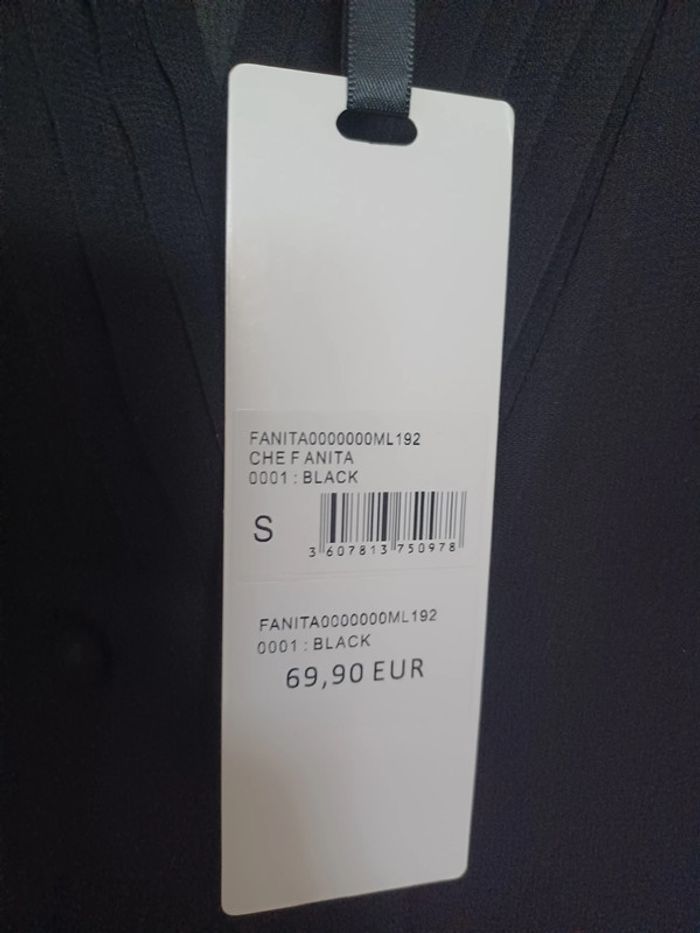 FANITA0000000ML192
CHE F ANITA
0001 : BLACK
S
3 607813 750978
FANITA0000000ML192
0001 : BLACK
69,90 EUR